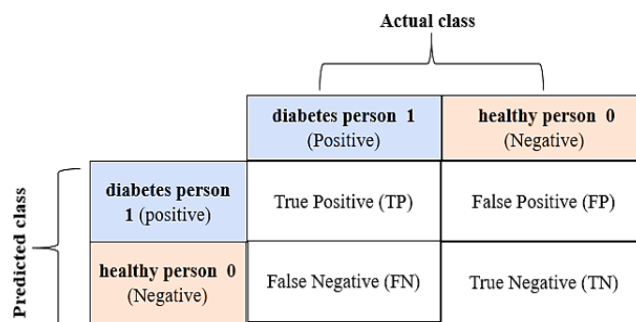 Actual class
diabetes person 1
(Positive)
healthy person 0
(Negative)
Predicted class
diabetes person
1 (positive)
True Positive (TP)
False Positive (FP)
healthy person 0
(Negative)
False Negative (FN)
True Negative (TN)